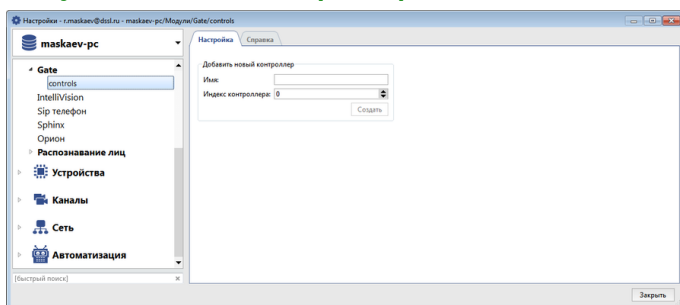 Настройки - r.maskaev@dssl.ru - maskaev-pc/Модули/Gate/controls
maskaev-pc
Gate
controls
IntelliVision
Sip телефон
Sphinx
Орион
Распознавание лиц
Устройства
Каналы
Сеть
Автоматизация
[быстрый поиск]
Настройка
Справка
Добавить новый контроллер
Имя:
Индекс контроллера: 0
Создать
Закрыть